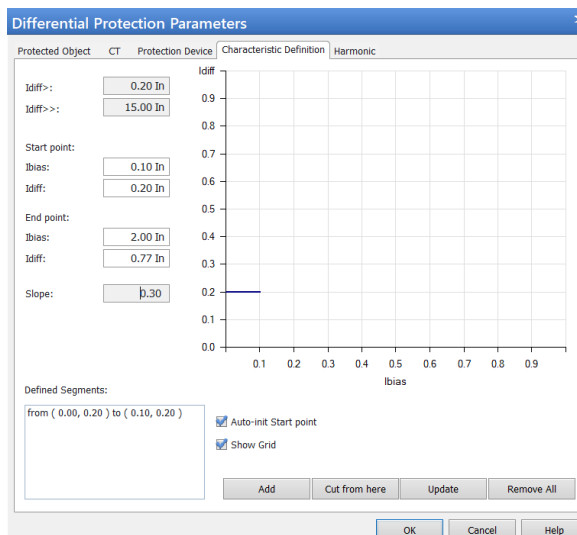 Differential Protection Parameters
Protected Object CT Protection Device Characteristic Definition Harmonic
Idiff>: 0.20 In
Idiff>>: 15.00 In
Start point:
Ibias: 0.10 In
Idiff: 0.20 In
End point:
Ibias: 2.00 In
Idiff: 0.77 In
Slope: 0.30
Idiff
0.9
0.8
0.7
0.6
0.5
0.4
0.3
0.2
0.1
0.0
0.1 0.2 0.3 0.4 0.5 0.6 0.7 0.8 0.9
Ibias
Defined Segments:
from ( 0.00, 0.20 ) to ( 0.10, 0.20 )
Auto-init Start point
Show Grid
Add Cut from here Update Remove All
OK Cancel Help